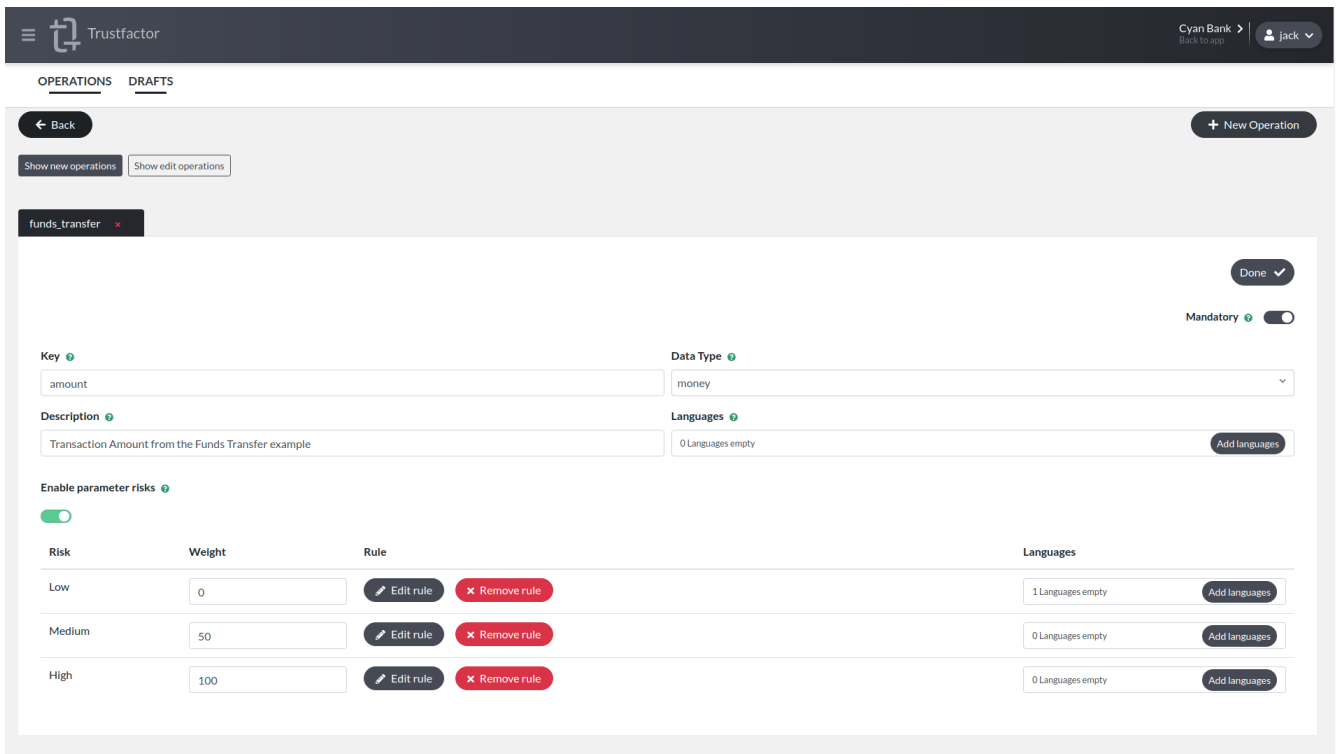 Trustfactor
Cyan Bank
Back to app
jack
OPERATIONS DRAFTS
Back
New Operation
Show new operations Show edit operations
funds_transfer
Done
Mandatory
Key Data Type
amount money
Description Languages
Transaction Amount from the Funds Transfer example 0 Languages empty Add languages
Enable parameter risks
Risk Weight Rule Languages
Low 0 Edit rule Remove rule 1 Languages empty Add languages
Medium 50 Edit rule Remove rule 0 Languages empty Add languages
High 100 Edit rule Remove rule 0 Languages empty Add languages